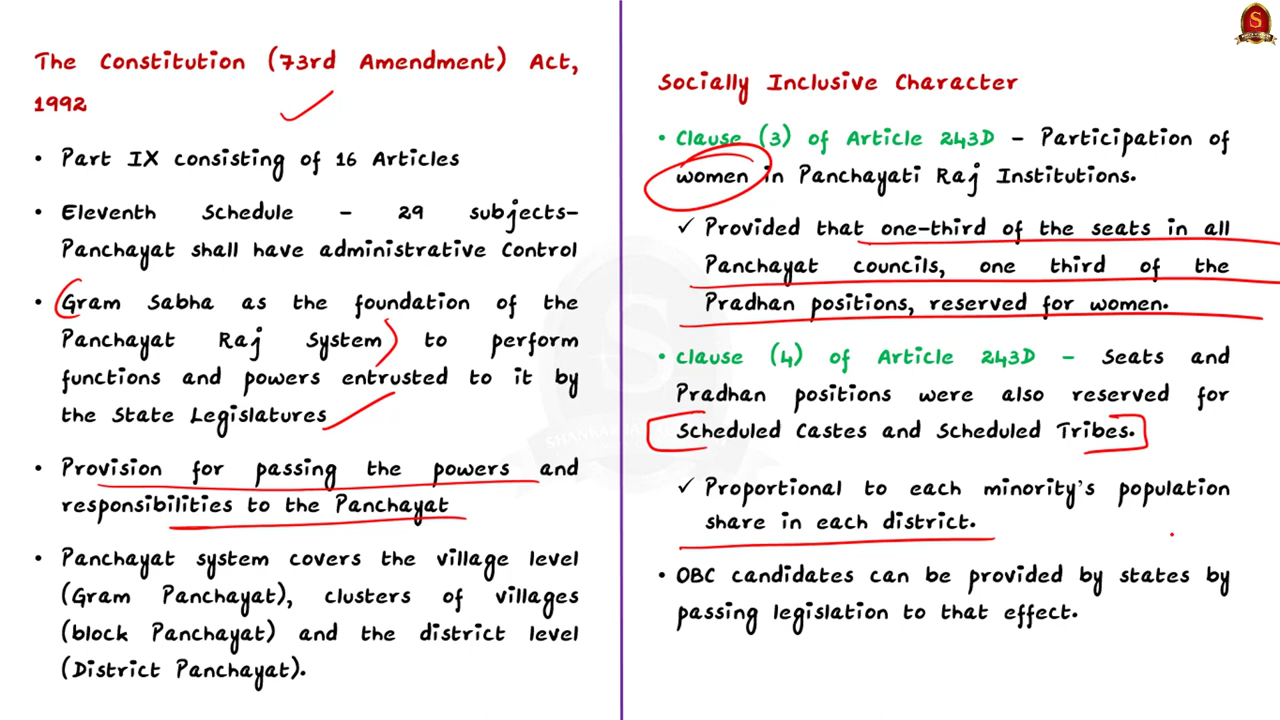 The Constitution (73rd Amendment) Act,
1992
• Part IX consisting of 16 Articles
• Eleventh Schedule - 29 subjects-
Panchayat shall have administrative Control
• Gram Sabha as the foundation of the
Panchayat Raj System to perform
functions and powers entrusted to it by
the State Legislatures
• Provision for passing the powers and
responsibilities to the Panchayat
• Panchayat system covers the village level
(Gram Panchayat), clusters of villages
(block Panchayat) and the district level
(District Panchayat).
Socially Inclusive Character
• Clause (3) of Article 243D - Participation of
women in Panchayati Raj Institutions.
✓ Provided that one-third of the seats in all
Panchayat councils, one third of the
Pradhan positions, reserved for women.
• clause (4) of Article 243D - Seats and
Pradhan positions were also reserved for
Scheduled Castes and Scheduled Tribes.
✓ Proportional to each minority's population
share in each district.
• OBC candidates can be provided by states by
passing legislation to that effect.
S